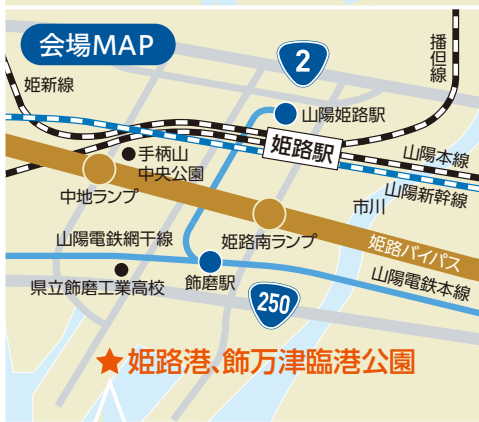 会場MAP
2
播但線
姫新線
山陽姫路駅
姫路駅
手柄山
中央公園
山陽本線
山陽新幹線
中地ランプ
市川
山陽電鉄網干線
姫路南ランプ
姫路バイパス
県立飾磨工業高校
飾磨駅
山陽電鉄本線
250
★姫路港、飾万津臨港公園